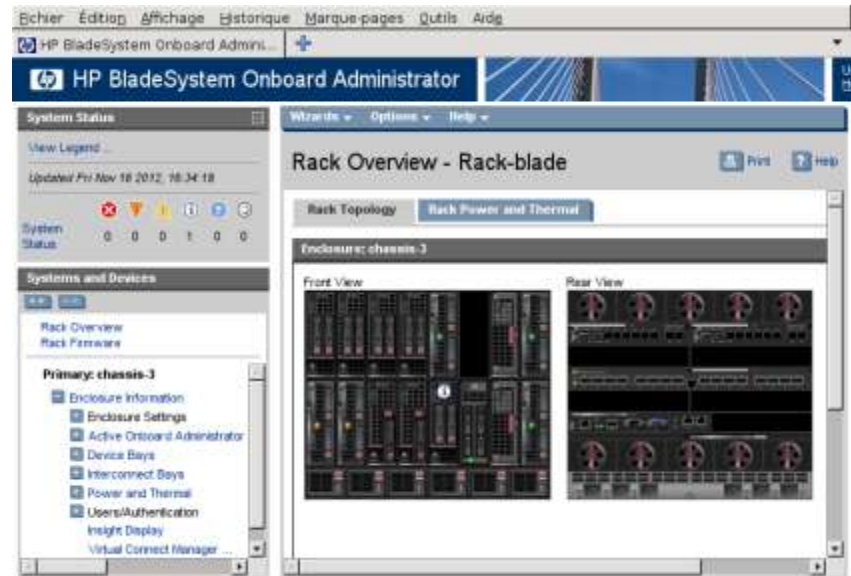 Fichier Édition Affichage Historique Marque-pages Outils Aide
HP BladeSystem Onboard Admini...
HP BladeSystem Onboard Administrator
System Status
View Legend ...
Updated Fri Nov 16 2012, 16:34:18
System Status 0 0 0 1 0 0
Systems and Devices
Rack Overview
Rack Firmware
Primary: chassis-3
Enclosure Information
Enclosure Settings
Active Onboard Administrator
Device Bays
Interconnect Bays
Power and Thermal
Users/Authentication
Insight Display
Virtual Connect Manager ...
Wizards Options Help
Rack Overview - Rack-blade
Print Help
Rack Topology Rack Power and Thermal
Enclosure: chassis-3
Front View Rear View